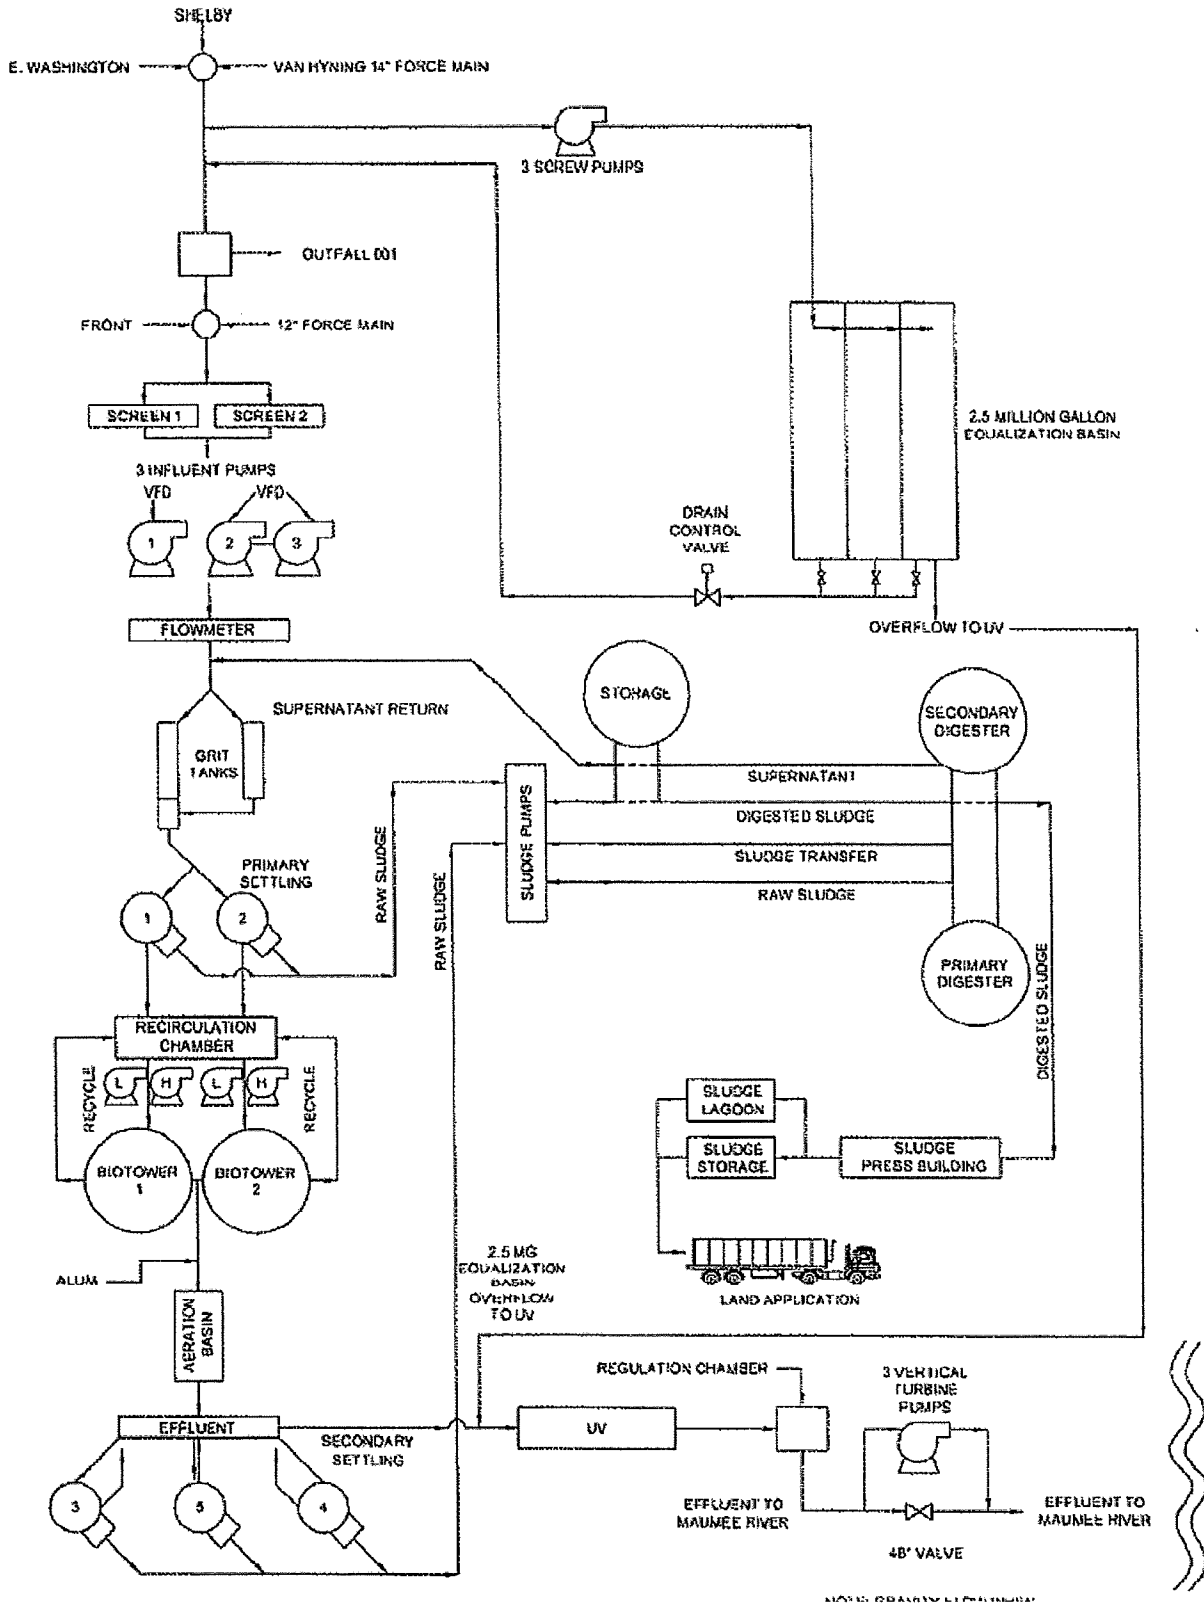 SHELBY
E. WASHINGTON
VAN HYNING 14" FORCE MAIN
3 SCREW PUMPS
OUTFALL 001
FRONT
12" FORCE MAIN
SCREEN 1
SCREEN 2
2.5 MILLION GALLON
EQUALIZATION BASIN
3 INFLUENT PUMPS
VFD
VFD
1
2
3
DRAIN
CONTROL
VALVE
FLOWMETER
OVERFLOW TO UV
STORAGE
SECONDARY
DIGESTER
SUPERNATANT RETURN
GRIT
TANKS
SUPERNATANT
SLUDGE PUMPS
DIGESTED SLUDGE
SLUDGE TRANSFER
RAW SLUDGE
PRIMARY
SETTLING
RAW SLUDGE
RAW SLUDGE
1
2
PRIMARY
DIGESTER
DIGESTED SLUDGE
RECIRCULATION
CHAMBER
RECYCLE
L
H
L
H
RECYCLE
SLUDGE
LAGOON
SLUDGE
STORAGE
SLUDGE
PRESS BUILDING
BIOTOWER
1
BIOTOWER
2
2.5 MG
EQUALIZATION
BASIN
OVERFLOW
TO UV
ALUM
LAND APPLICATION
AERATION
BASIN
REGULATION CHAMBER
3 VERTICAL
TURBINE
PUMPS
EFFLUENT
UV
SECONDARY
SETTLING
3
5
4
EFFLUENT TO
MAUMEE RIVER
EFFLUENT TO
MAUMEE RIVER
48" VALVE